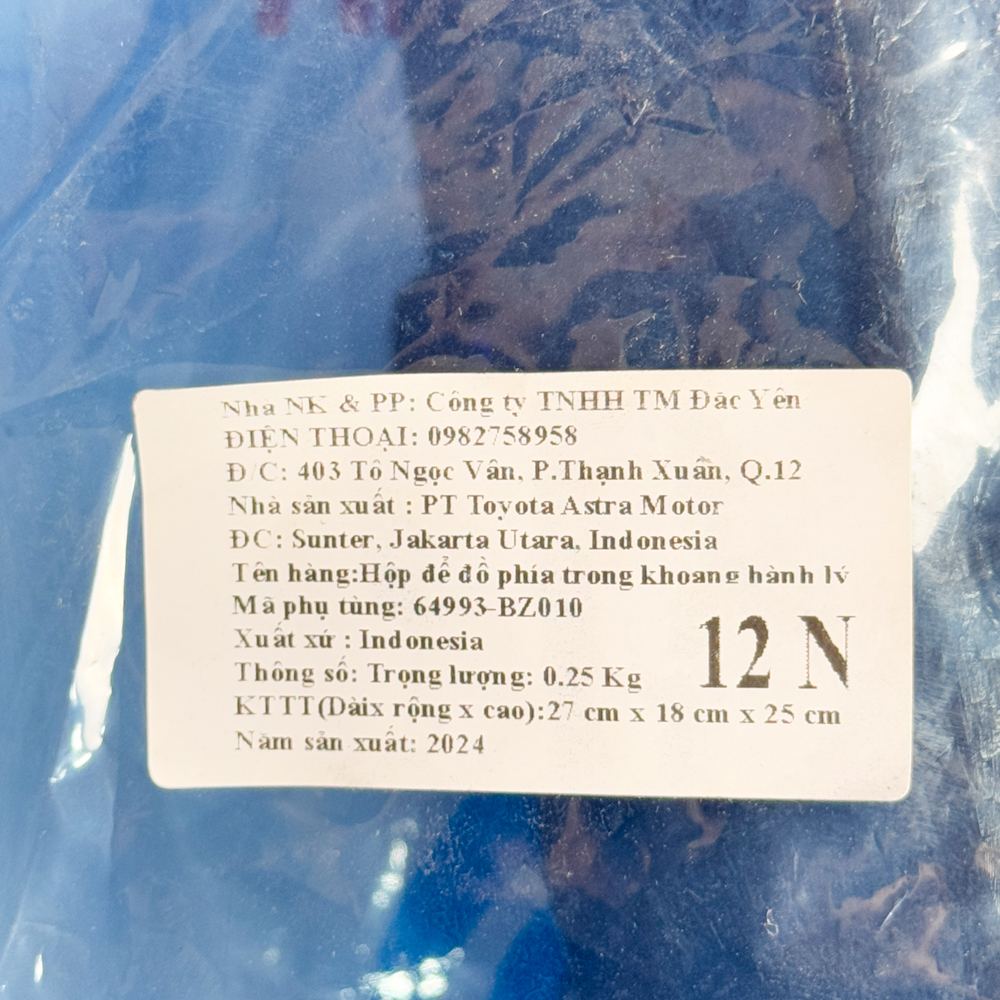 Nhà NK & PP: Công ty TNHH TM Đắc Yên
ĐIỆN THOẠI: 0982758958
Đ/C: 403 Tô Ngọc Vân, P.Thạnh Xuân, Q.12
Nhà sản xuất : PT Toyota Astra Motor
ĐC: Sunter, Jakarta Utara, Indonesia
Tên hàng:Hộp để đồ phía trong khoang hành lý
Mã phụ tùng: 64993-BZ010
Xuất xứ : Indonesia
12 N
Thông số: Trọng lượng: 0.25 Kg
KTTT(Dàix rộng x cao):27 cm x 18 cm x 25 cm
Năm sản xuất: 2024